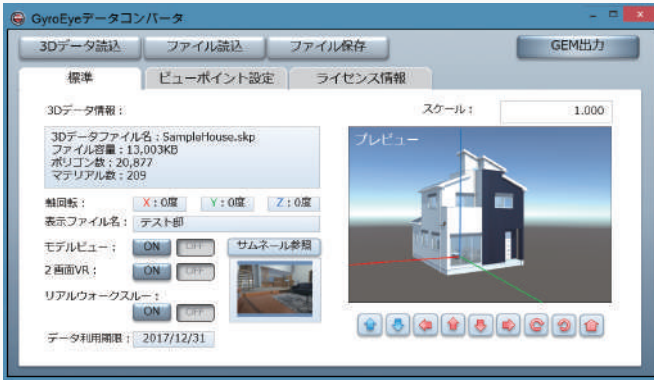 GyroEyeデータコンバータ
3Dデータ読込 ファイル読込 ファイル保存 GEM出力
標準 ビューポイント設定 ライセンス情報
3Dデータ情報：
スケール： 1.000
3Dデータファイル名：SampleHouse.skp
ファイル容量：13,003KB
ポリゴン数：20,877
マテリアル数：209
プレビュー
軸回転： X：0度 Y：0度 Z：0度
表示ファイル名： テスト邸
モデルビュー： ON OFF サムネール参照
2画面VR： ON OFF
リアルウォークスルー：
ON OFF
データ利用期限： 2017/12/31